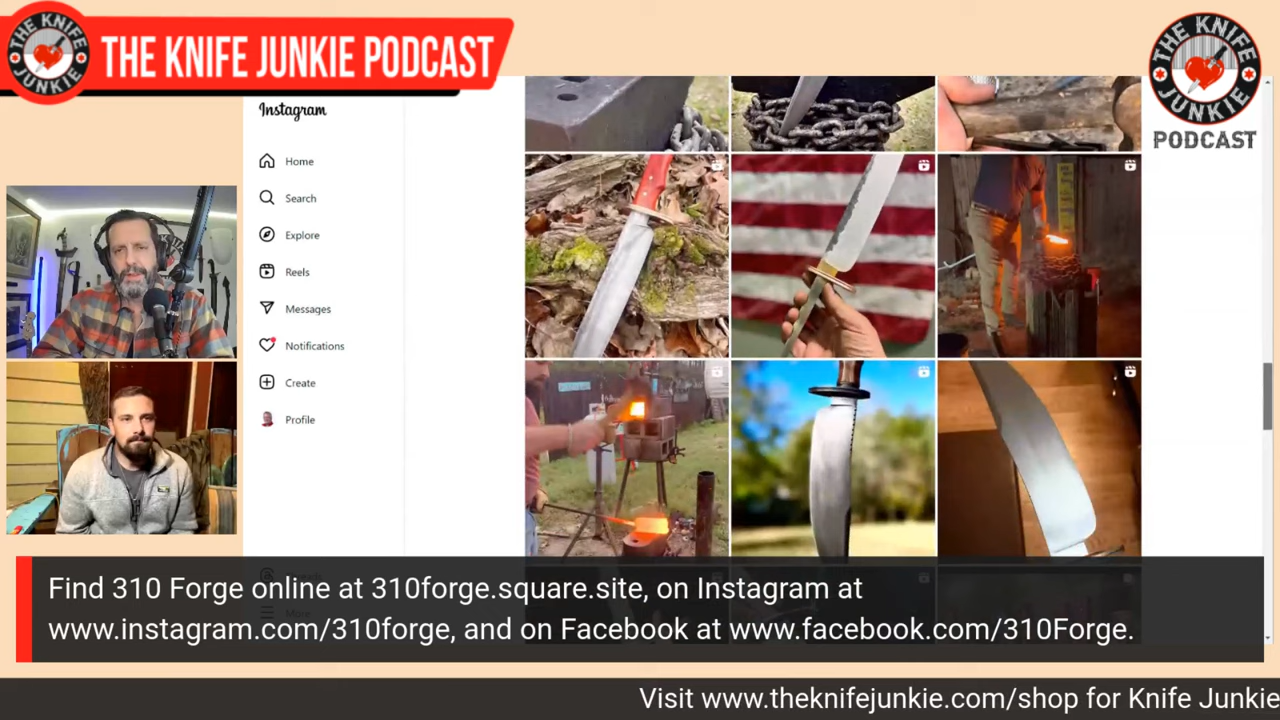 THE KNIFE JUNKIE
THE KNIFE JUNKIE PODCAST
THE KNIFE JUNKIE
PODCAST
Instagram
Home
Search
Explore
Reels
Messages
Notifications
Create
Profile
Find 310 Forge online at 310forge.square.site, on Instagram at
www.instagram.com/310forge, and on Facebook at www.facebook.com/310Forge.
Visit www.theknifejunkie.com/shop for Knife Junkie